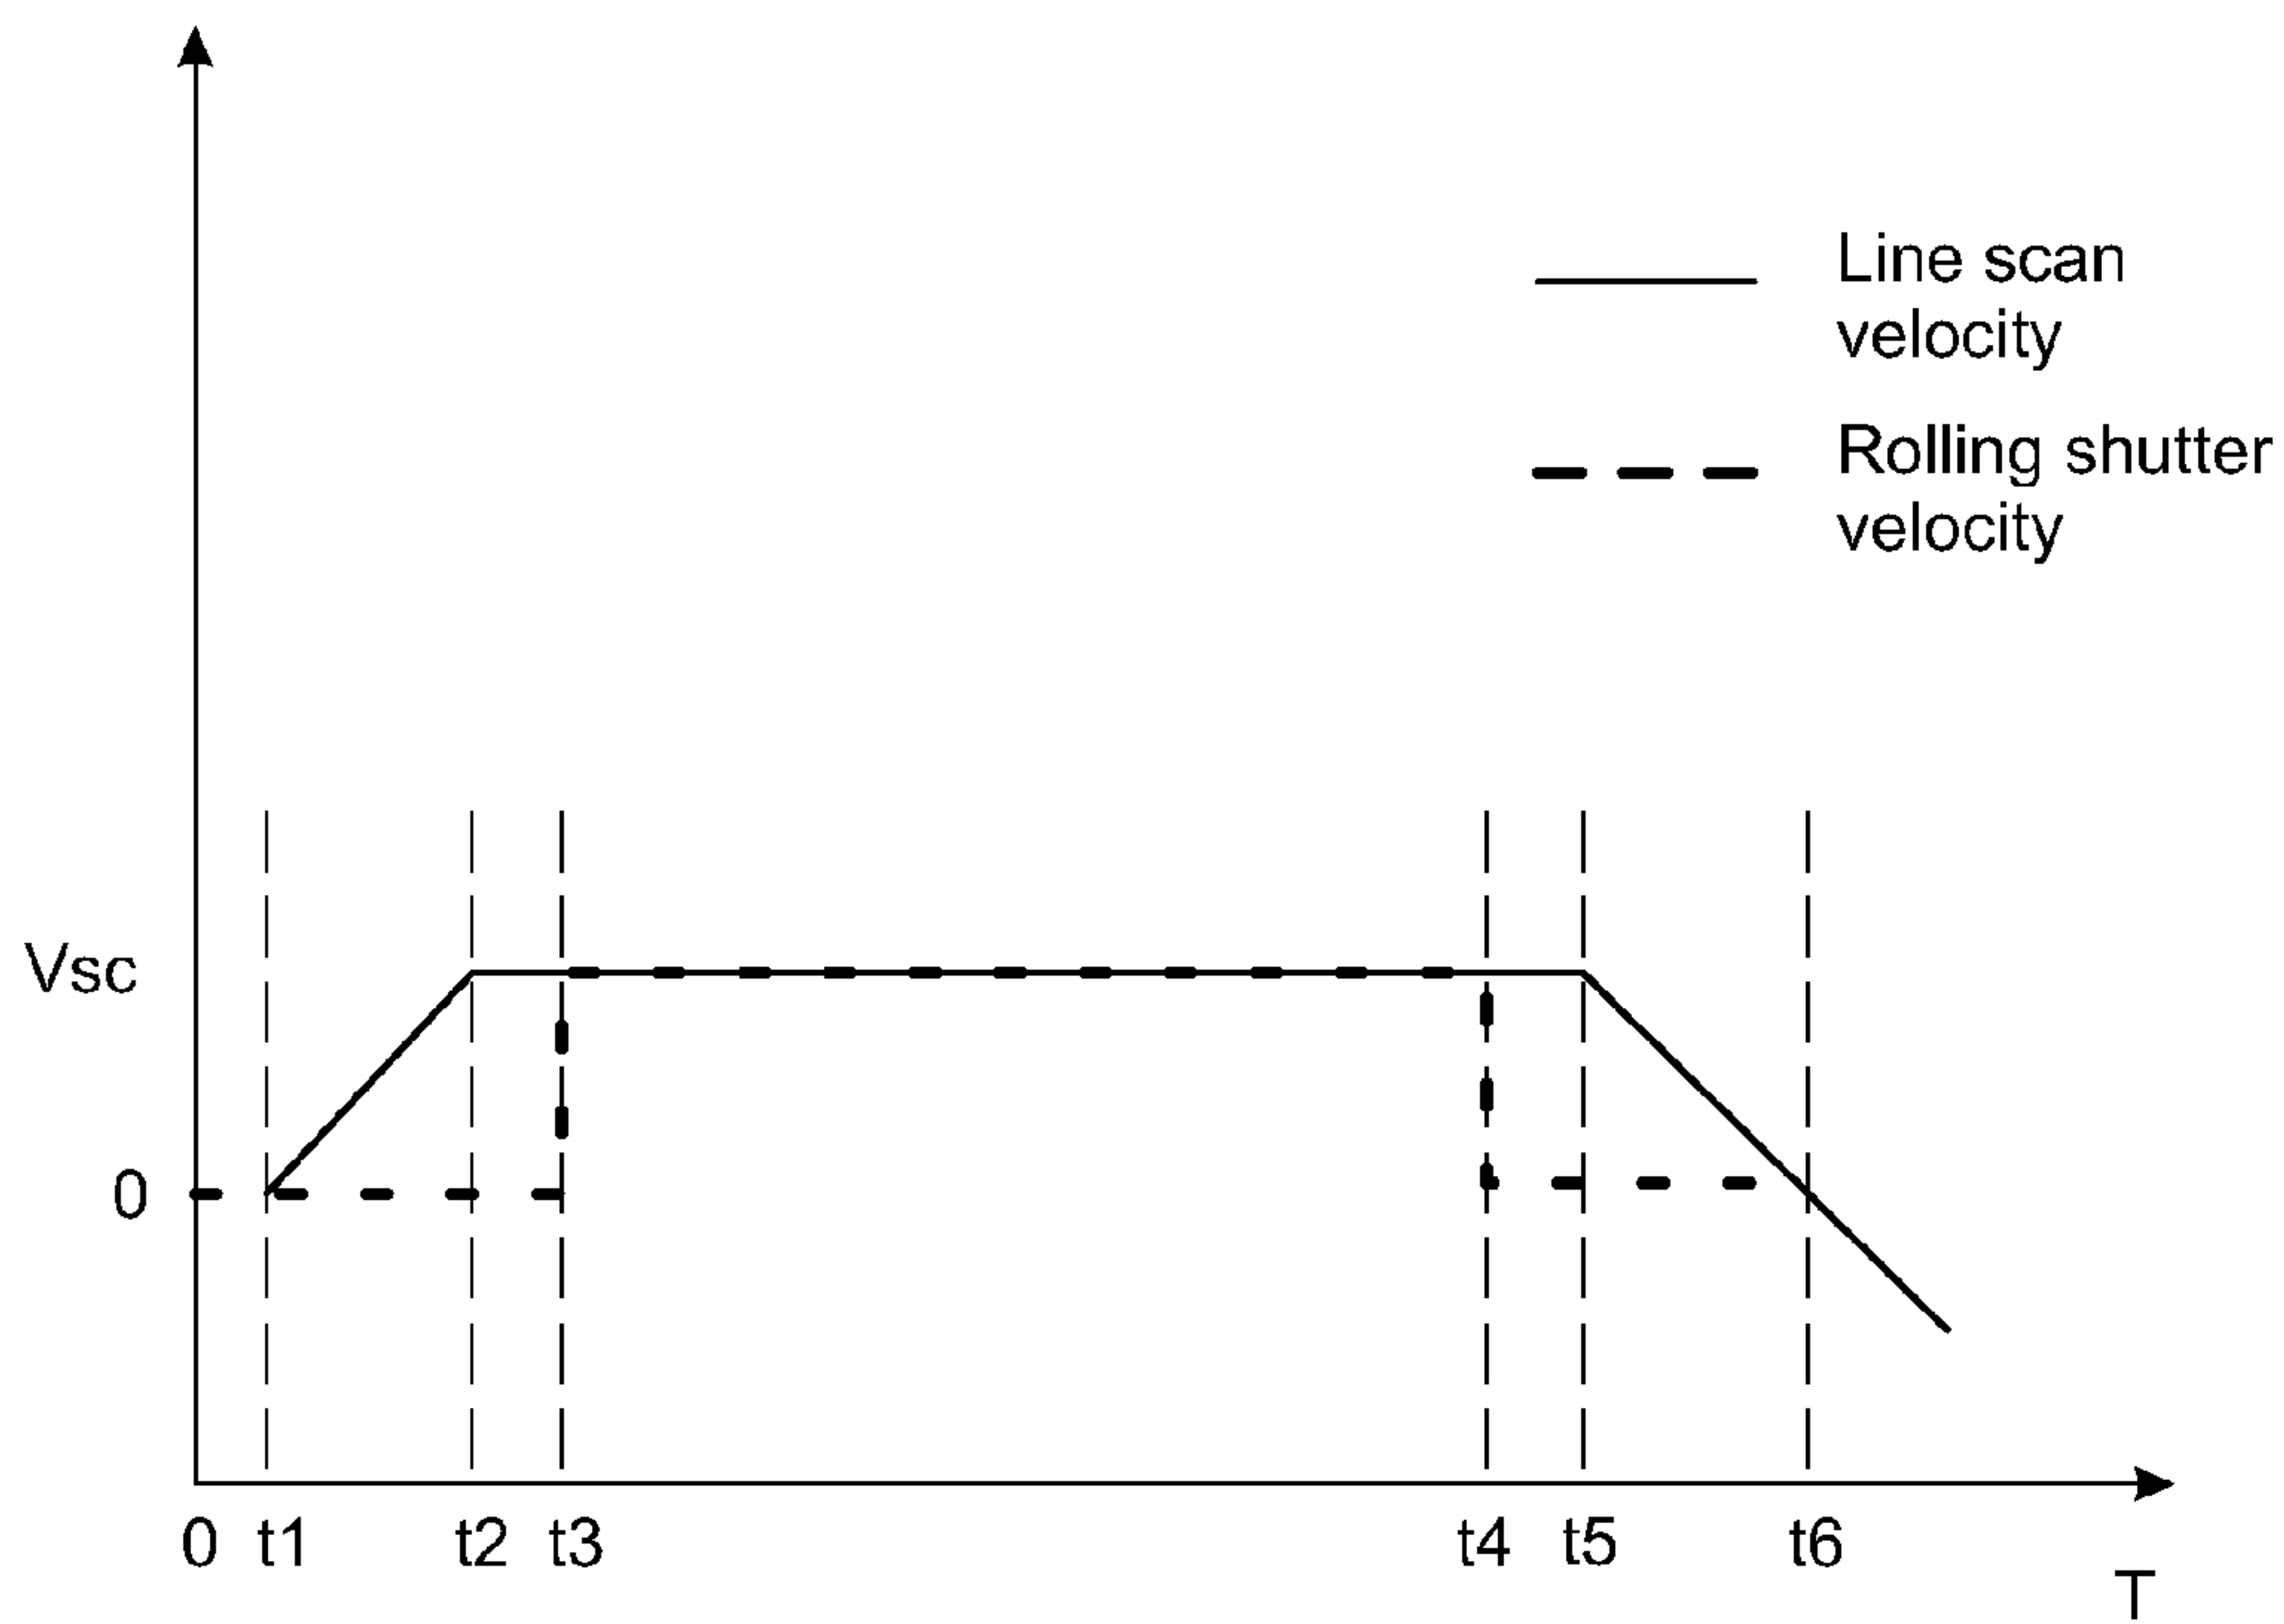 Line scan
velocity
Rolling shutter
velocity
Vsc
0
0 t1 t2 t3 t4 t5 t6
T